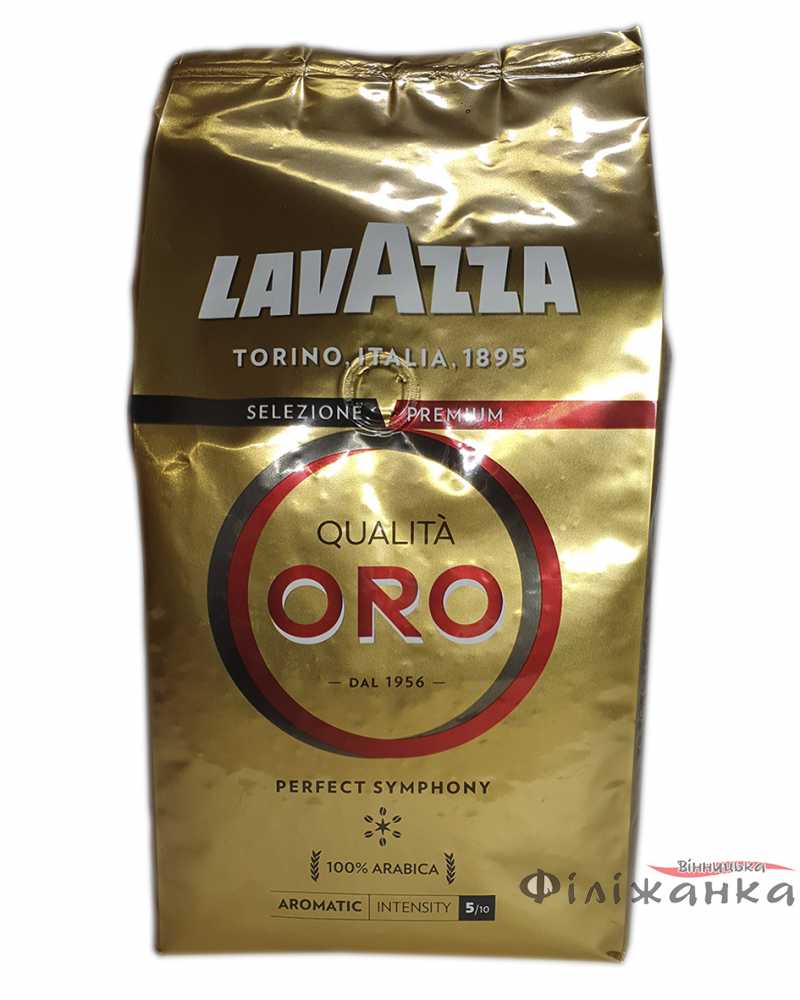 LAVAZZA
TORINO, ITALIA, 1895
SELEZIONE PREMIUM
QUALITÀ
ORO
— DAL 1956 —
PERFECT SYMPHONY
100% ARABICA
AROMATIC INTENSITY 5/10
Вінницька
Філіжанка